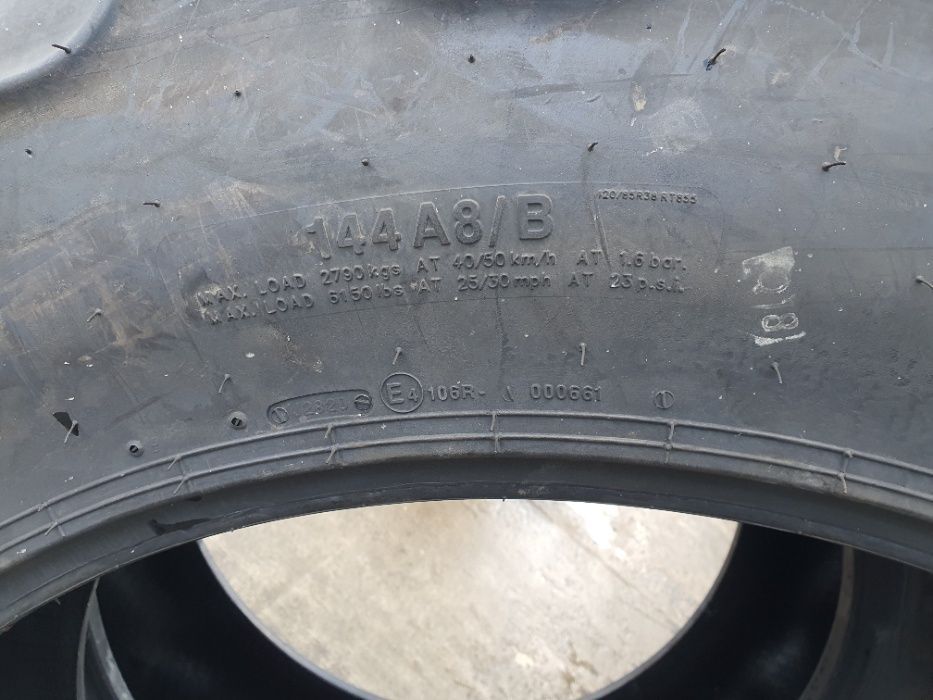 144 A8/B
420/85R38 RT855
MAX. LOAD 2790 kgs AT 40/50 km/h AT 1.6 bar.
MAX. LOAD 6150 lbs AT 25/30 mph AT 23 p.s.i.
E4 106R- 000661